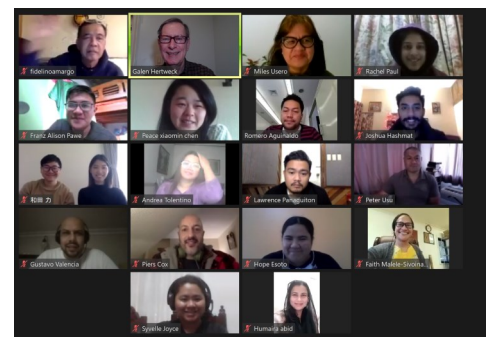 fidelinoamargo
Galen Hertweck
Miles Usero
Rachel Paul
Franz Alison Pawe
Peace xiaomin chen
Romero Aguinaldo
Joshua Hashmat
和田 力
Andrea Tolentino
Lawrence Panaguiton
Peter Usu
Gustavo Valencia
Piers Cox
Hope Esoto
Faith Malele-Sivoina...
Syvelle Joyce
Humaira abid